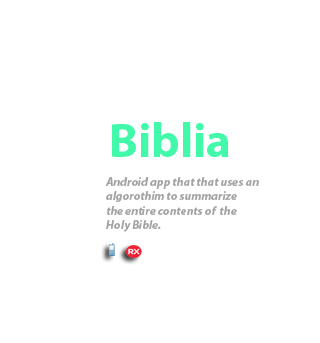 Biblia
Android app that that uses an
algorothim to summarize
the entire contents of the
Holy Bible.
RX